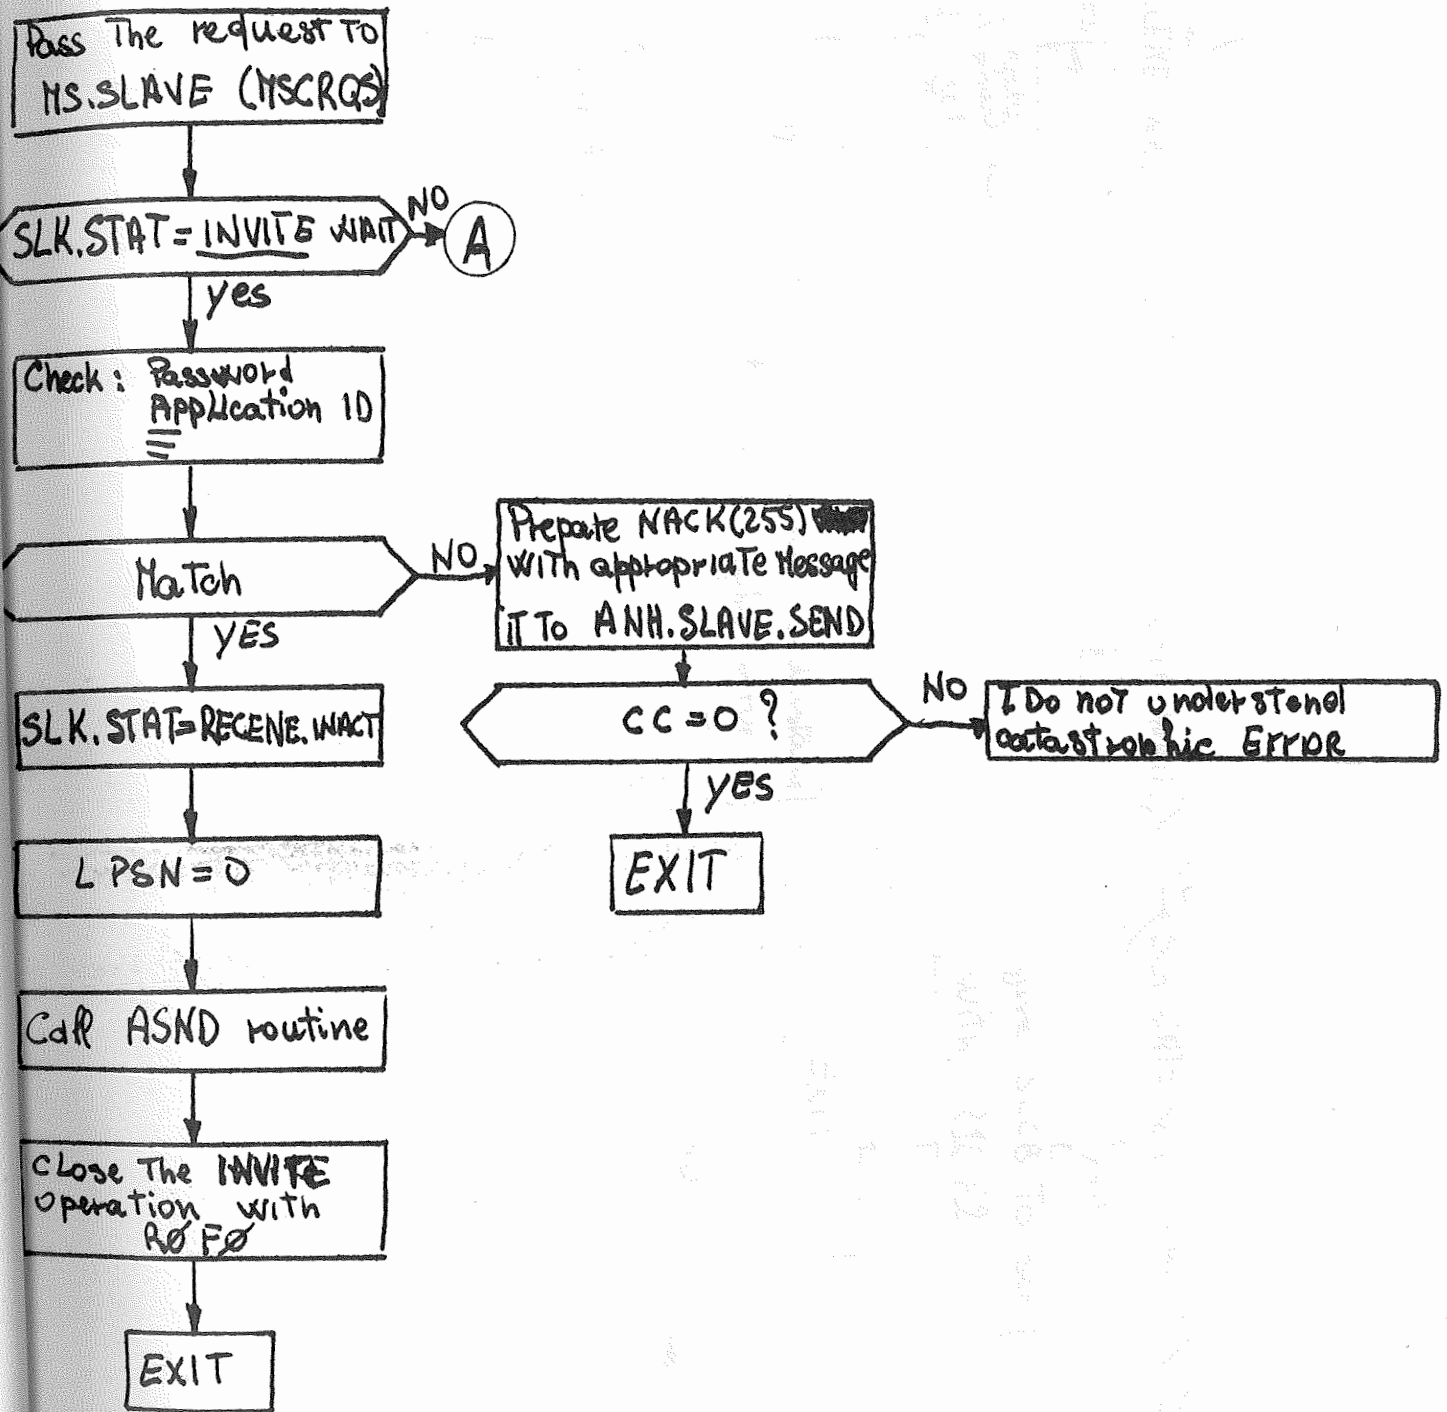 Pass The request To
MS.SLAVE (MSCRQS)
SLK.STAT = INVITE WAIT
NO
A
yes
Check: Password
Application ID
Match
NO
Prepare NACK(255)
with appropriate Message
iT To ANH.SLAVE.SEND
YES
CC = 0 ?
NO
I Do not understand
catastrophic Error
SLK.STAT=RECEIVE.INACT
YES
EXIT
LPSN = 0
Call ASND routine
Close The INVITE
operation with
RØ FØ
EXIT